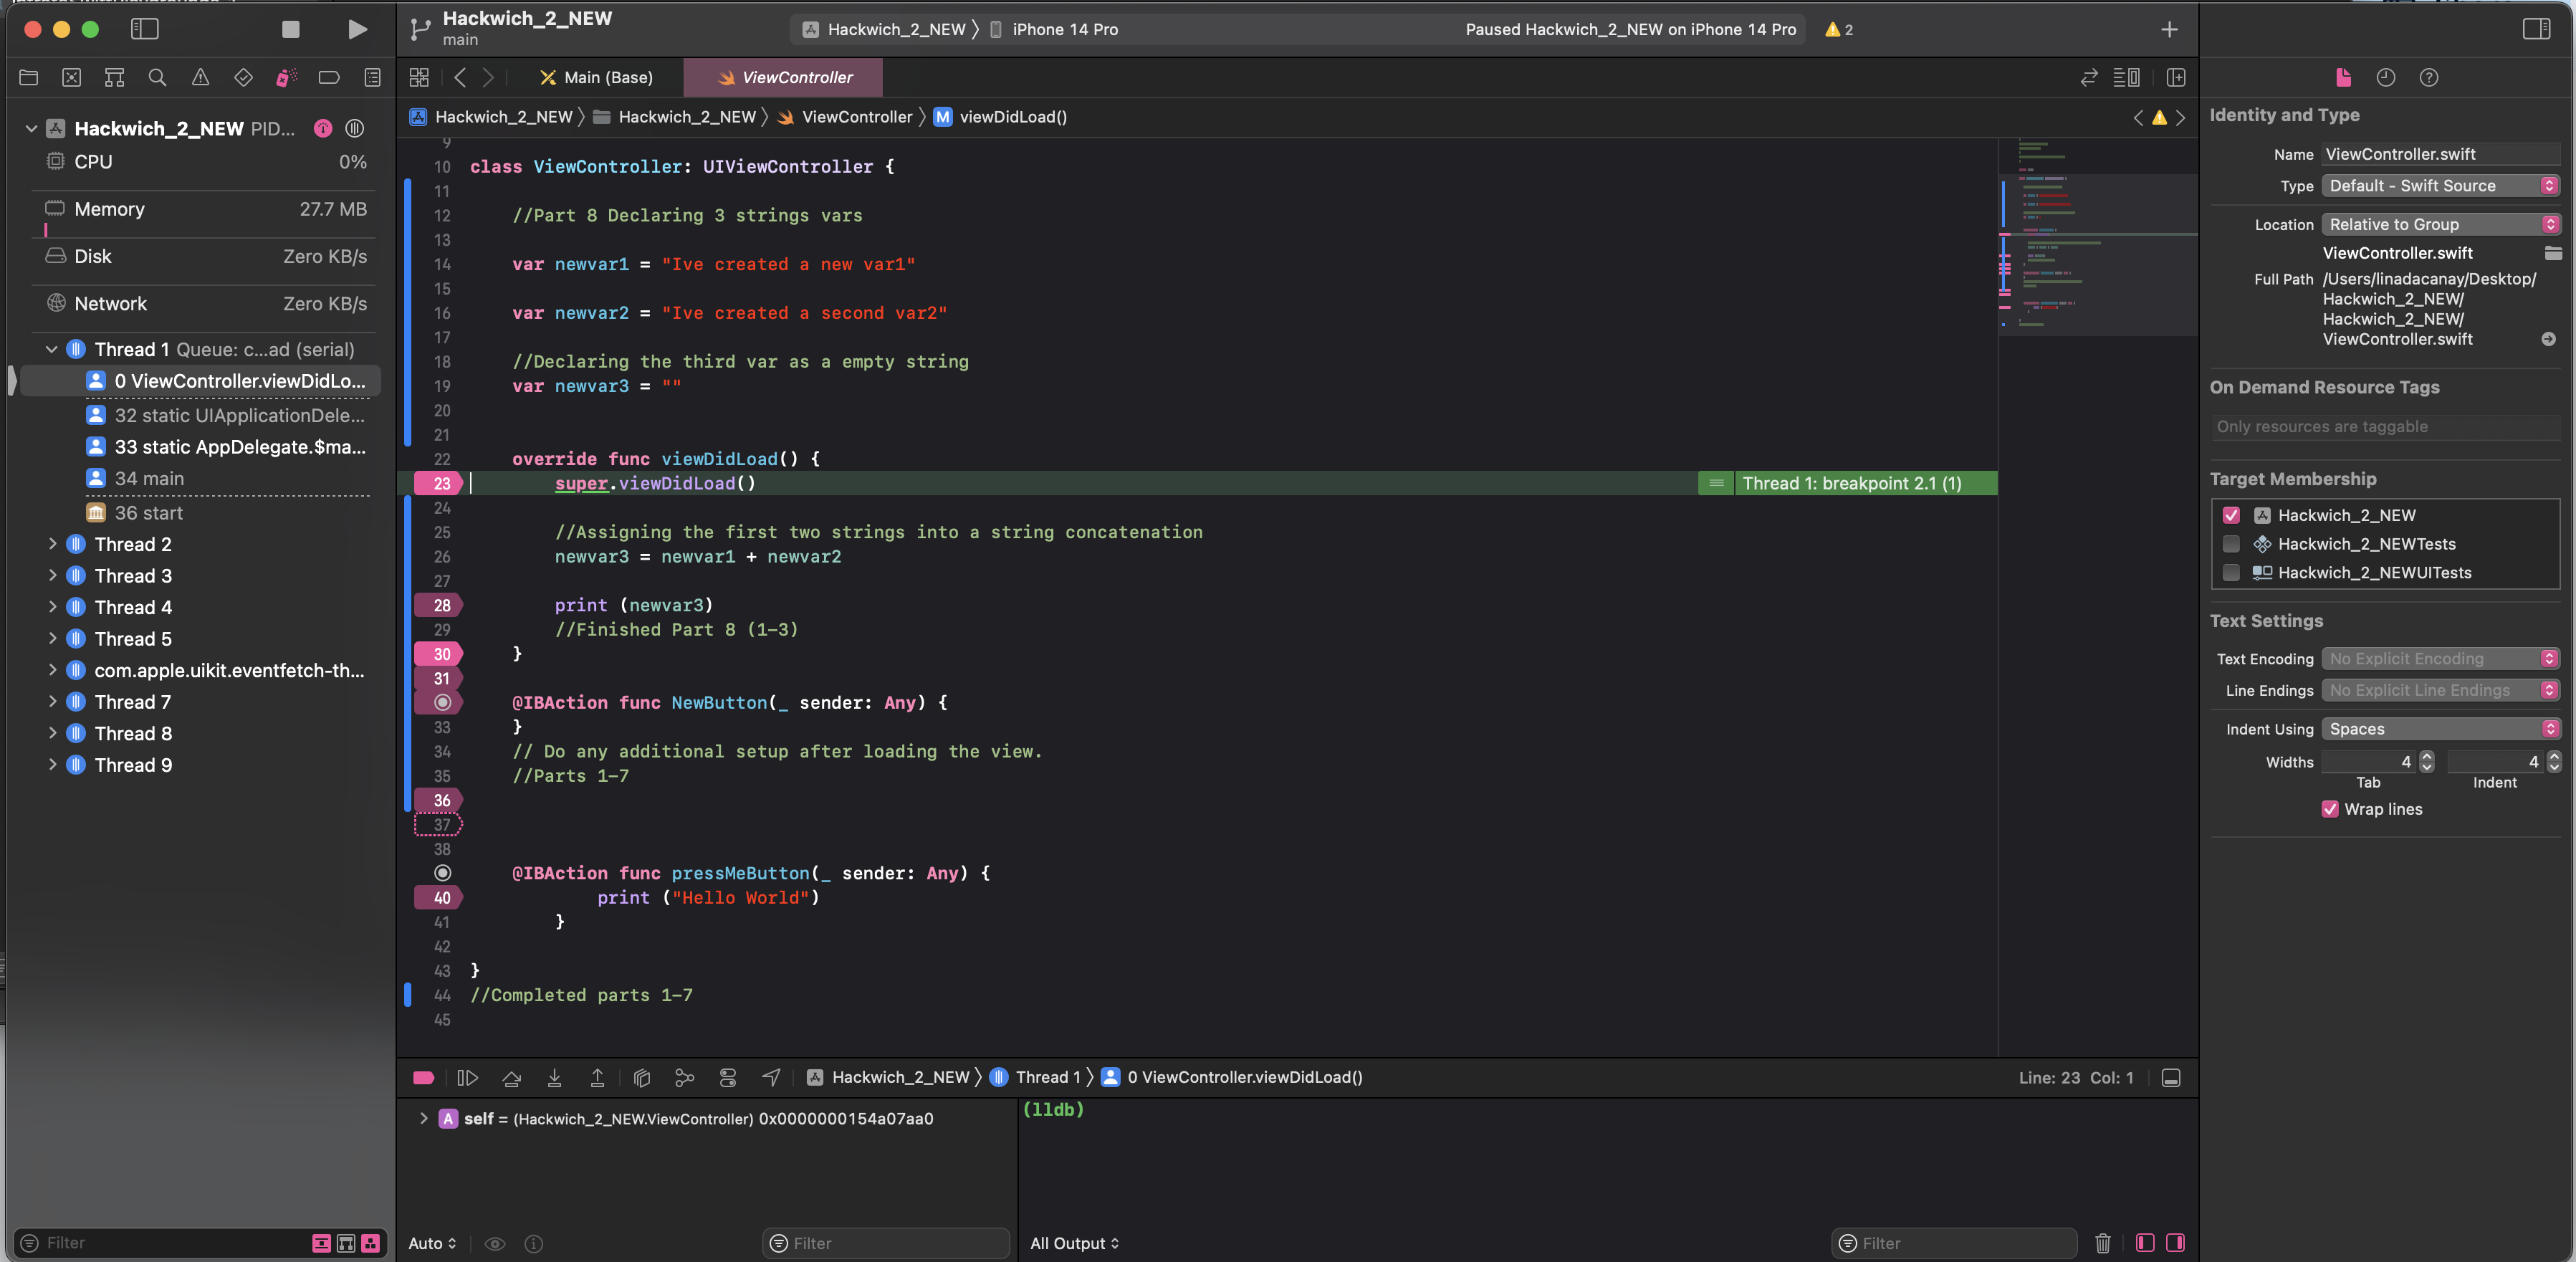 Hackwich_2_NEW
main
Hackwich_2_NEW 〉 iPhone 14 Pro
Paused Hackwich_2_NEW on iPhone 14 Pro
2
Main (Base)
ViewController
Hackwich_2_NEW 〉 Hackwich_2_NEW 〉 ViewController 〉 M viewDidLoad()
Hackwich_2_NEW PID...
CPU 0%
Memory 27.7 MB
Disk Zero KB/s
Network Zero KB/s
Thread 1 Queue: c...ad (serial)
0 ViewController.viewDidLo...
32 static UIApplicationDele...
33 static AppDelegate.$ma...
34 main
36 start
Thread 2
Thread 3
Thread 4
Thread 5
com.apple.uikit.eventfetch-th...
Thread 7
Thread 8
Thread 9
Filter
9
10 class ViewController: UIViewController {
11
12 //Part 8 Declaring 3 strings vars
13
14 var newvar1 = "Ive created a new var1"
15
16 var newvar2 = "Ive created a second var2"
17
18 //Declaring the third var as a empty string
19 var newvar3 = ""
20
21
22 override func viewDidLoad() {
23 super.viewDidLoad()
Thread 1: breakpoint 2.1 (1)
24
25 //Assigning the first two strings into a string concatenation
26 newvar3 = newvar1 + newvar2
27
28 print (newvar3)
29 //Finished Part 8 (1-3)
30 }
31
@IBAction func NewButton(_ sender: Any) {
33 }
34 // Do any additional setup after loading the view.
35 //Parts 1-7
36
37
38
@IBAction func pressMeButton(_ sender: Any) {
40 print ("Hello World")
41 }
42
43 }
44 //Completed parts 1-7
45
Hackwich_2_NEW 〉 Thread 1 〉 0 ViewController.viewDidLoad()
Line: 23 Col: 1
A self = (Hackwich_2_NEW.ViewController) 0x0000000154a07aa0
(lldb)
Auto
Filter
All Output
Filter
Identity and Type
Name ViewController.swift
Type Default - Swift Source
Location Relative to Group
ViewController.swift
Full Path /Users/linadacanay/Desktop/
Hackwich_2_NEW/
Hackwich_2_NEW/
ViewController.swift
On Demand Resource Tags
Only resources are taggable
Target Membership
Hackwich_2_NEW
Hackwich_2_NEWTests
Hackwich_2_NEWUITests
Text Settings
Text Encoding No Explicit Encoding
Line Endings No Explicit Line Endings
Indent Using Spaces
Widths 4 4
Tab Indent
Wrap lines